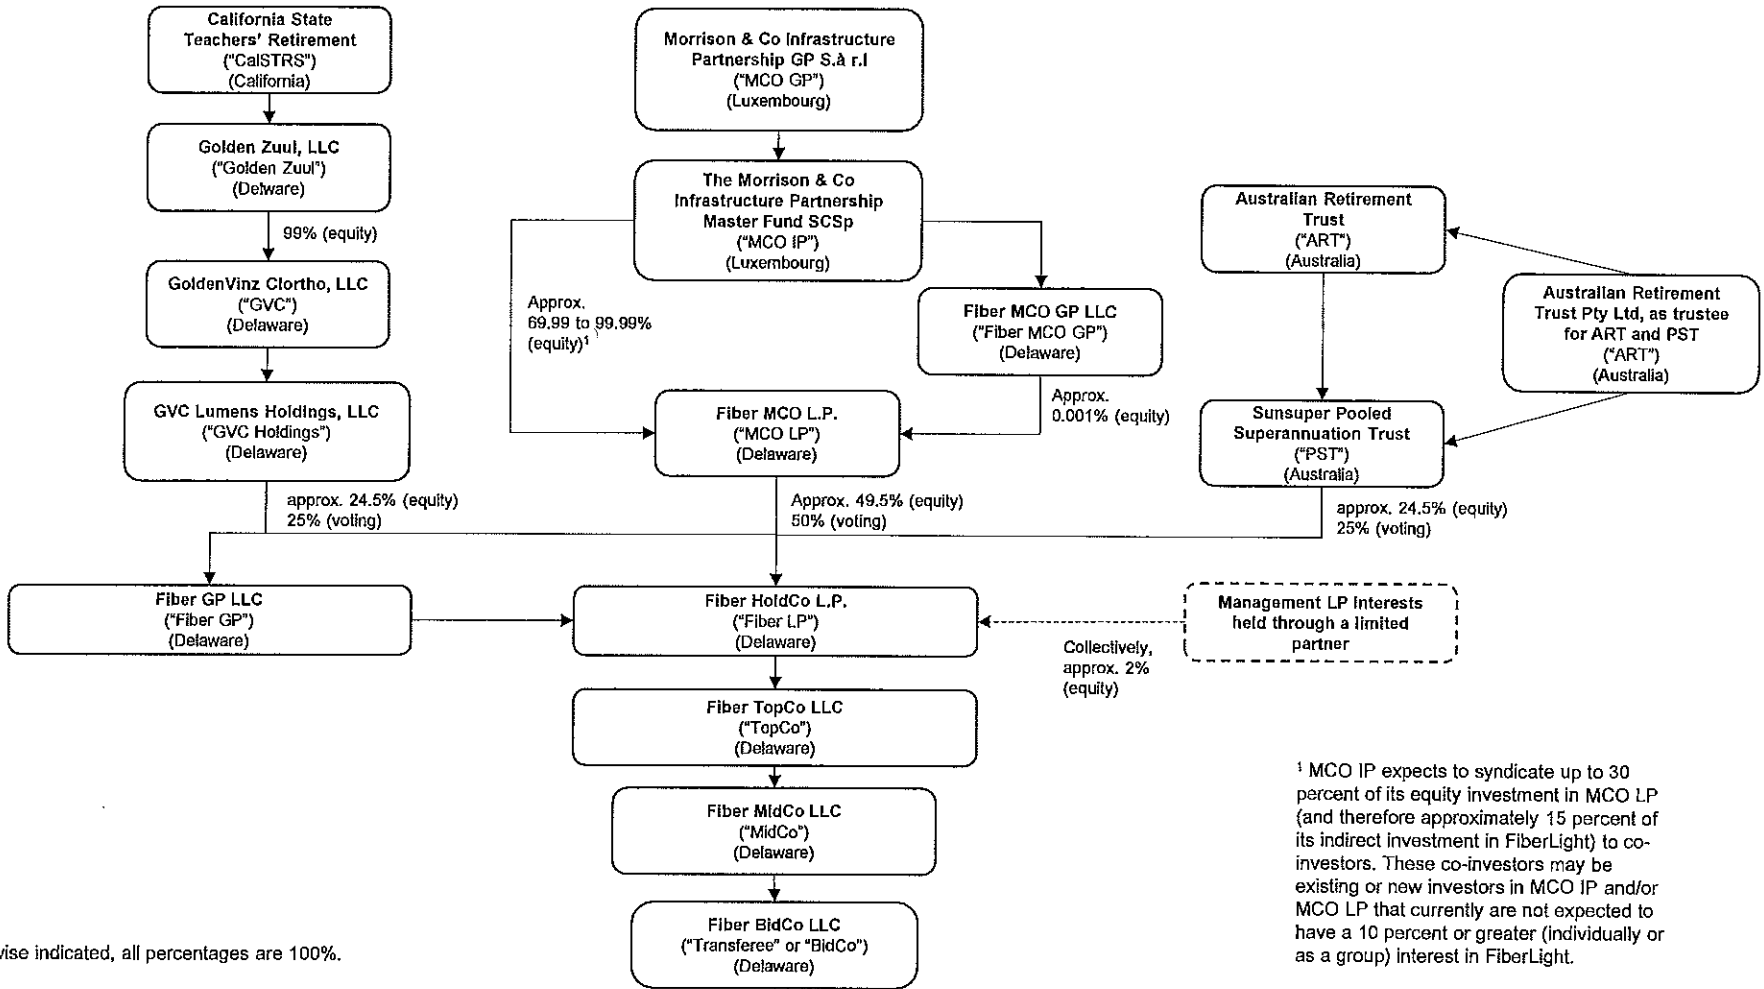 California State
Teachers' Retirement
("CalSTRS")
(California)
Golden Zuul, LLC
("Golden Zuul")
(Delware)
99% (equity)
GoldenVinz Clortho, LLC
("GVC")
(Delaware)
GVC Lumens Holdings, LLC
("GVC Holdings")
(Delaware)
approx. 24.5% (equity)
25% (voting)
Morrison & Co Infrastructure
Partnership GP S.à r.l
("MCO GP")
(Luxembourg)
The Morrison & Co
Infrastructure Partnership
Master Fund SCSp
("MCO IP")
(Luxembourg)
Approx.
69.99 to 99.99%
(equity)¹
Fiber MCO GP LLC
("Fiber MCO GP")
(Delaware)
Approx.
0.001% (equity)
Fiber MCO L.P.
("MCO LP")
(Delaware)
Approx. 49.5% (equity)
50% (voting)
Australian Retirement
Trust
("ART")
(Australia)
Australian Retirement
Trust Pty Ltd, as trustee
for ART and PST
("ART")
(Australia)
Sunsuper Pooled
Superannuation Trust
("PST")
(Australia)
approx. 24.5% (equity)
25% (voting)
Fiber GP LLC
("Fiber GP")
(Delaware)
Fiber HoldCo L.P.
("Fiber LP")
(Delaware)
Management LP Interests
held through a limited
partner
Collectively,
approx. 2%
(equity)
Fiber TopCo LLC
("TopCo")
(Delaware)
Fiber MidCo LLC
("MidCo")
(Delaware)
Fiber BidCo LLC
("Transferee" or "BidCo")
(Delaware)
¹ MCO IP expects to syndicate up to 30
percent of its equity investment in MCO LP
(and therefore approximately 15 percent of
its indirect investment in FiberLight) to co-
investors. These co-investors may be
existing or new investors in MCO IP and/or
MCO LP that currently are not expected to
have a 10 percent or greater (individually or
as a group) interest in FiberLight.
wise indicated, all percentages are 100%.